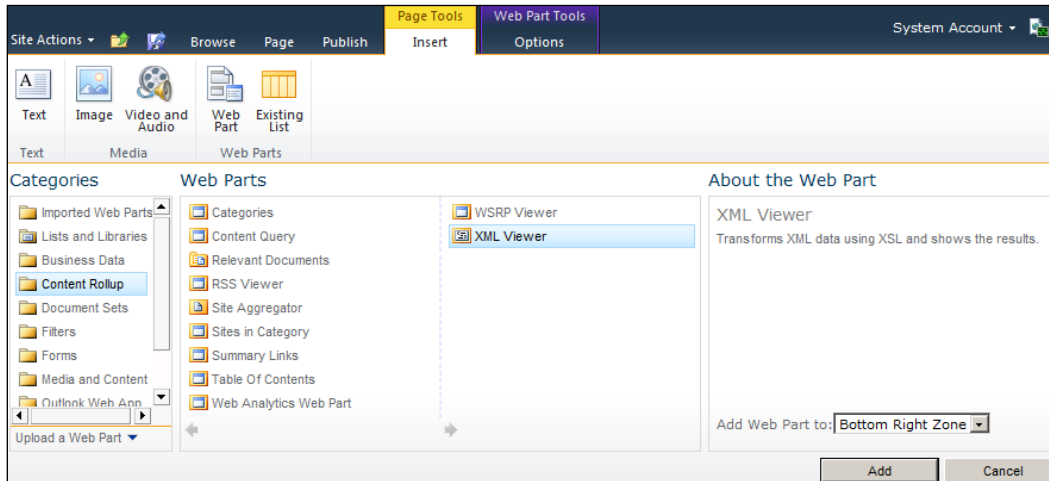 Page Tools
Web Part Tools
Site Actions
Browse
Page
Publish
Insert
Options
System Account
Text
Image
Video and Audio
Web Part
Existing List
Text
Media
Web Parts
Categories
Imported Web Parts
Lists and Libraries
Business Data
Content Rollup
Document Sets
Filters
Forms
Media and Content
Outlook Web App
Upload a Web Part
Web Parts
Categories
Content Query
Relevant Documents
RSS Viewer
Site Aggregator
Sites in Category
Summary Links
Table Of Contents
Web Analytics Web Part
WSRP Viewer
XML Viewer
About the Web Part
XML Viewer
Transforms XML data using XSL and shows the results.
Add Web Part to: Bottom Right Zone
Add
Cancel